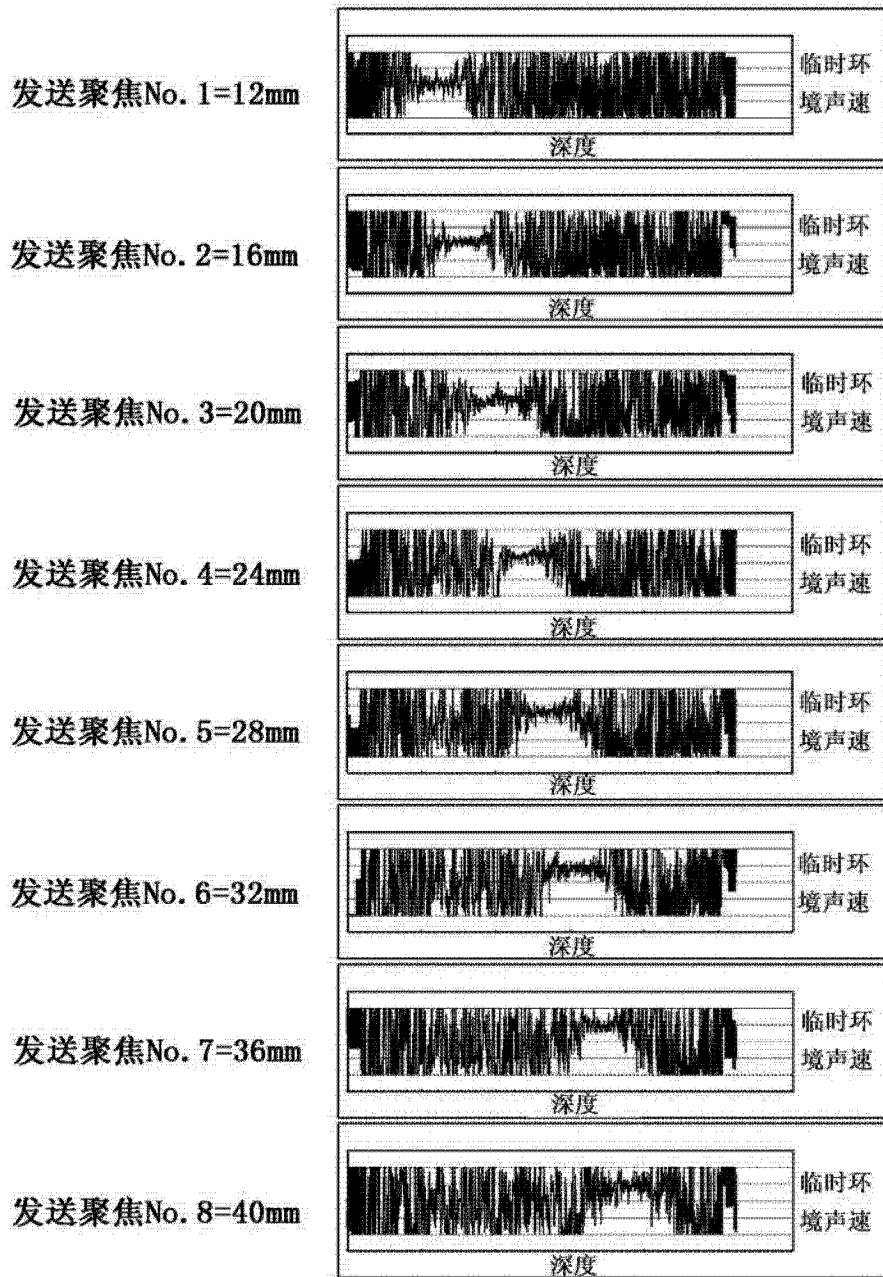 发送聚焦No. 1=12mm
临时环
境声速
深度
发送聚焦No. 2=16mm
临时环
境声速
深度
发送聚焦No. 3=20mm
临时环
境声速
深度
发送聚焦No. 4=24mm
临时环
境声速
深度
发送聚焦No. 5=28mm
临时环
境声速
深度
发送聚焦No. 6=32mm
临时环
境声速
深度
发送聚焦No. 7=36mm
临时环
境声速
深度
发送聚焦No. 8=40mm
临时环
境声速
深度